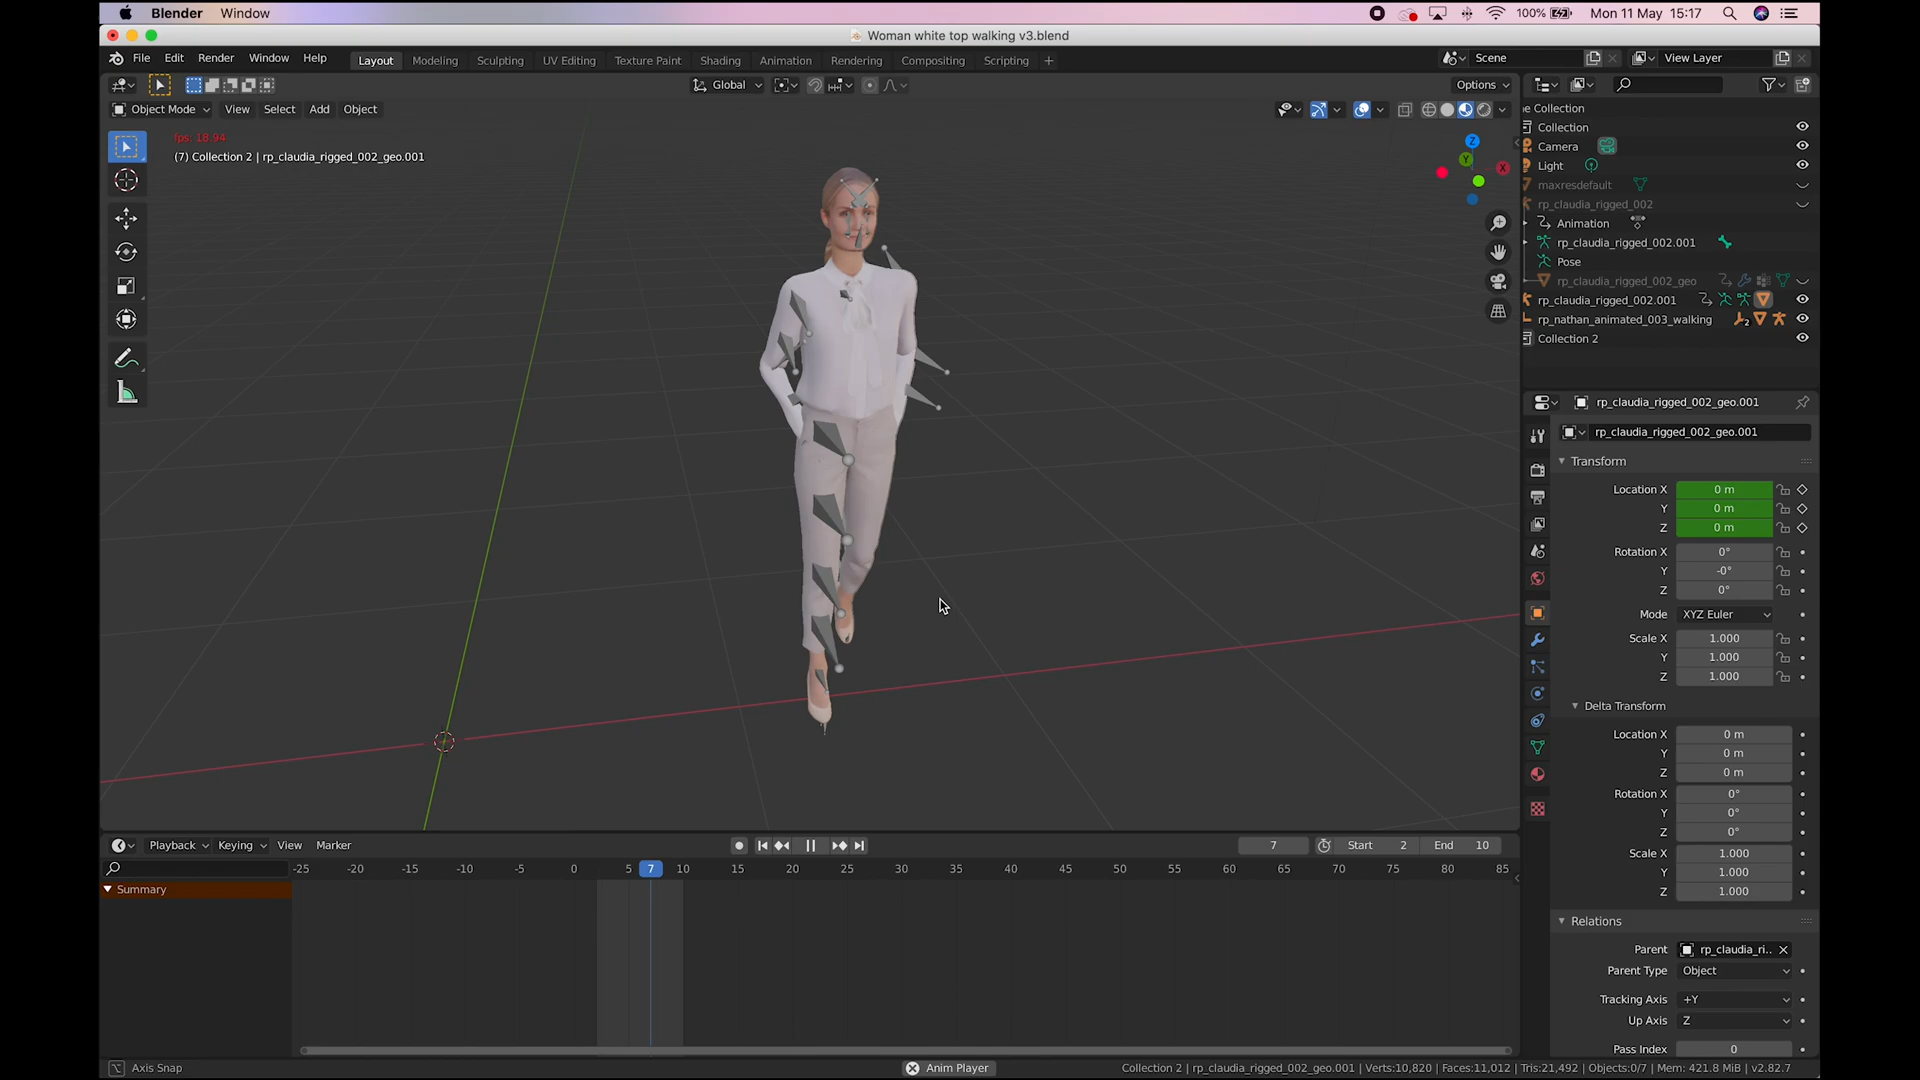 Blender Window 100% Mon 11 May 15:17
Woman white top walking v3.blend
File Edit Render Window Help Layout Modeling Sculpting UV Editing Texture Paint Shading Animation Rendering Compositing Scripting + Scene View Layer
Global Options
Object Mode View Select Add Object
fps: 18.94
(7) Collection 2 | rp_claudia_rigged_002_geo.001
Z
Y
X
ne Collection
Collection
Camera
Light
maxresdefault
rp_claudia_rigged_002
Animation
rp_claudia_rigged_002.001
Pose
rp_claudia_rigged_002_geo
rp_claudia_rigged_002.001
rp_nathan_animated_003_walking 2
Collection 2
rp_claudia_rigged_002_geo.001
rp_claudia_rigged_002_geo.001
Transform
Location X 0 m
Y 0 m
Z 0 m
Rotation X 0°
Y -0°
Z 0°
Mode XYZ Euler
Scale X 1.000
Y 1.000
Z 1.000
Delta Transform
Location X 0 m
Y 0 m
Z 0 m
Rotation X 0°
Y 0°
Z 0°
Scale X 1.000
Y 1.000
Z 1.000
Relations
Parent rp_claudia_ri..
Parent Type Object
Tracking Axis +Y
Up Axis Z
Pass Index 0
Playback Keying View Marker 7 Start 2 End 10
-25 -20 -15 -10 -5 0 5 7 10 15 20 25 30 35 40 45 50 55 60 65 70 75 80 85
Summary
Axis Snap Anim Player Collection 2 | rp_claudia_rigged_002_geo.001 | Verts:10,820 | Faces:11,012 | Tris:21,492 | Objects:0/7 | Mem: 421.8 MiB | v2.82.7